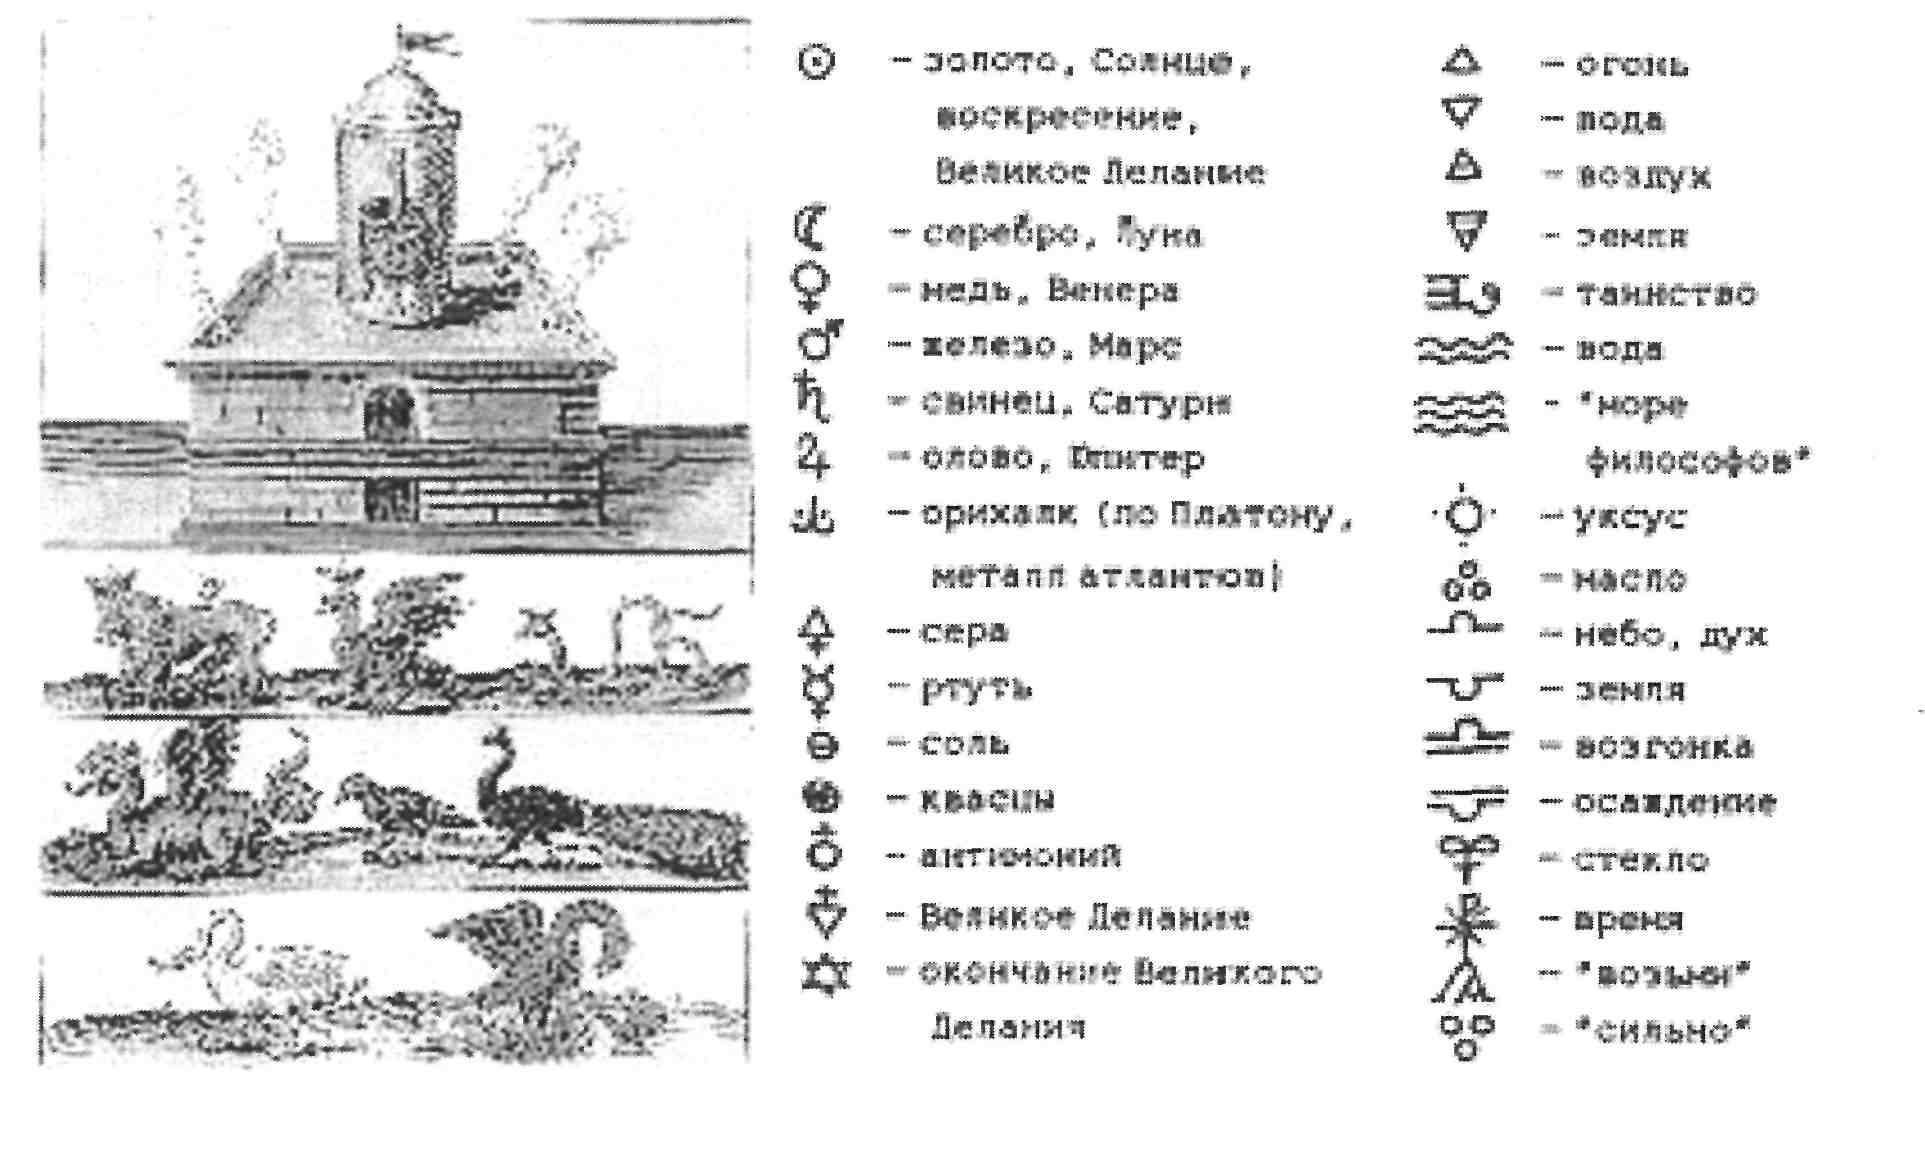 – золото, Солнце,
воскресение,
Великое Делание
– серебро, Луна
– медь, Венера
– железо, Марс
– свинец, Сатурн
– олово, Юпитер
– орихалк (по Платону,
металл атлантов)
– сера
– ртуть
– соль
– квасцы
– антимоний
– Великое Делание
– окончание Великого
Делания
– огонь
– вода
– воздух
– земля
– таинство
– вода
– "море
философов"
– уксус
– масло
– небо, дух
– земля
– возгонка
– осаждение
– стекло
– время
– "возьми"
– "сильно"